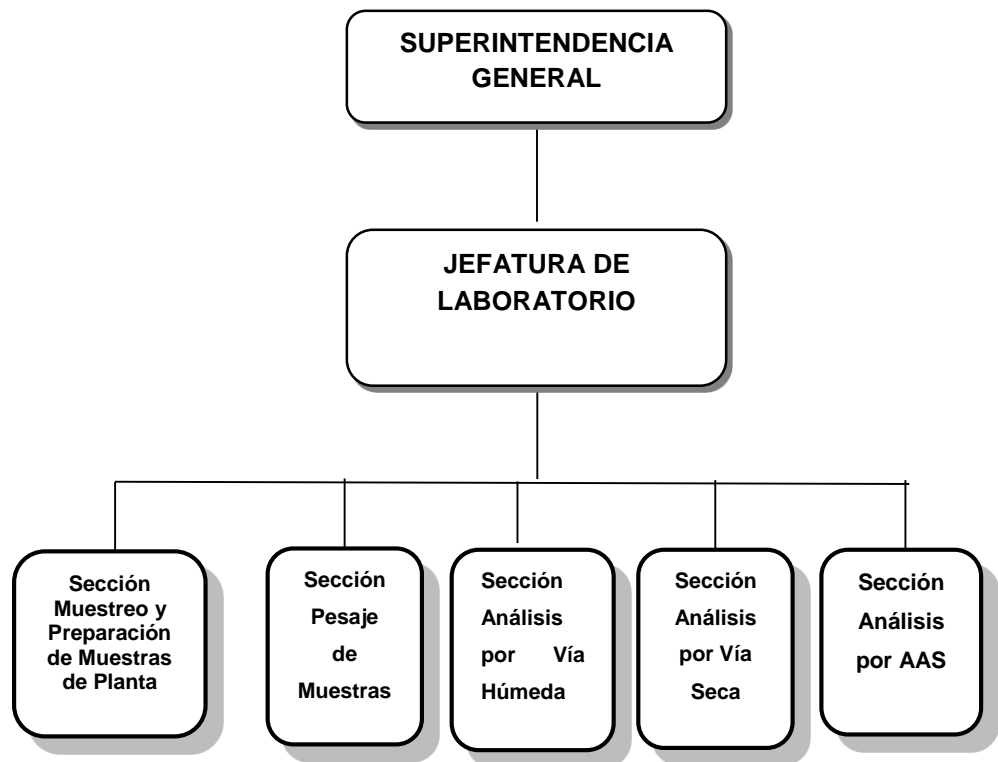 SUPERINTENDENCIA
GENERAL
JEFATURA DE
LABORATORIO
Sección
Muestreo y
Preparación
de Muestras
de Planta
Sección
Pesaje
de
Muestras
Sección
Análisis
por Vía
Húmeda
Sección
Análisis
por Vía
Seca
Sección
Análisis
por AAS